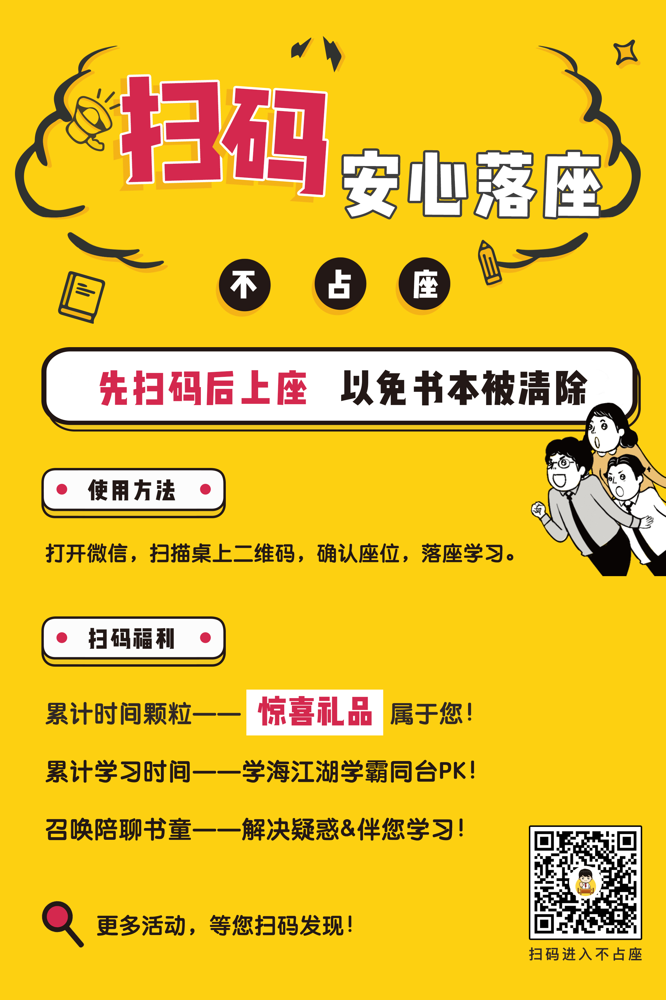 扫码 安心落座
不占座
先扫码后上座 以免书本被清除
使用方法
打开微信，扫描桌上二维码，确认座位，落座学习。
扫码福利
累计时间颗粒——惊喜礼品 属于您！
累计学习时间——学海江湖学霸同台PK！
召唤陪聊书童——解决疑惑&伴您学习！
更多活动，等您扫码发现！
扫码进入不占座